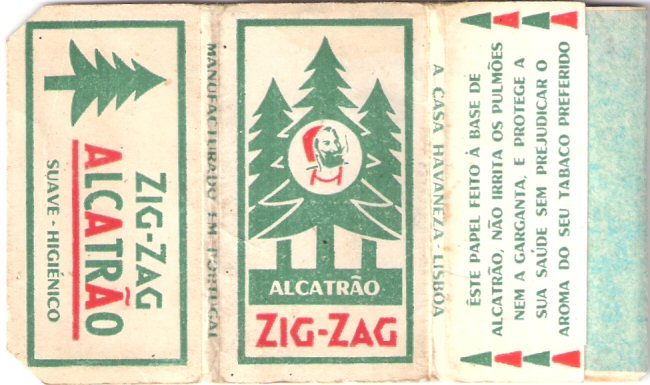 ZIG-ZAG
ALCATRÃO
SUAVE - HIGIÉNICO
MANUFACTURADO EM PORTUGAL
ALCATRÃO
ZIG-ZAG
A CASA HAVANEZA - LISBOA
ÊSTE PAPEL FEITO À BASE DE
ALCATRÃO, NÃO IRRITA OS PULMÕES
NEM A GARGANTA, E PROTEGE A
SUA SAÚDE SEM PREJUDICAR O
AROMA DO SEU TABACO PREFERIDO